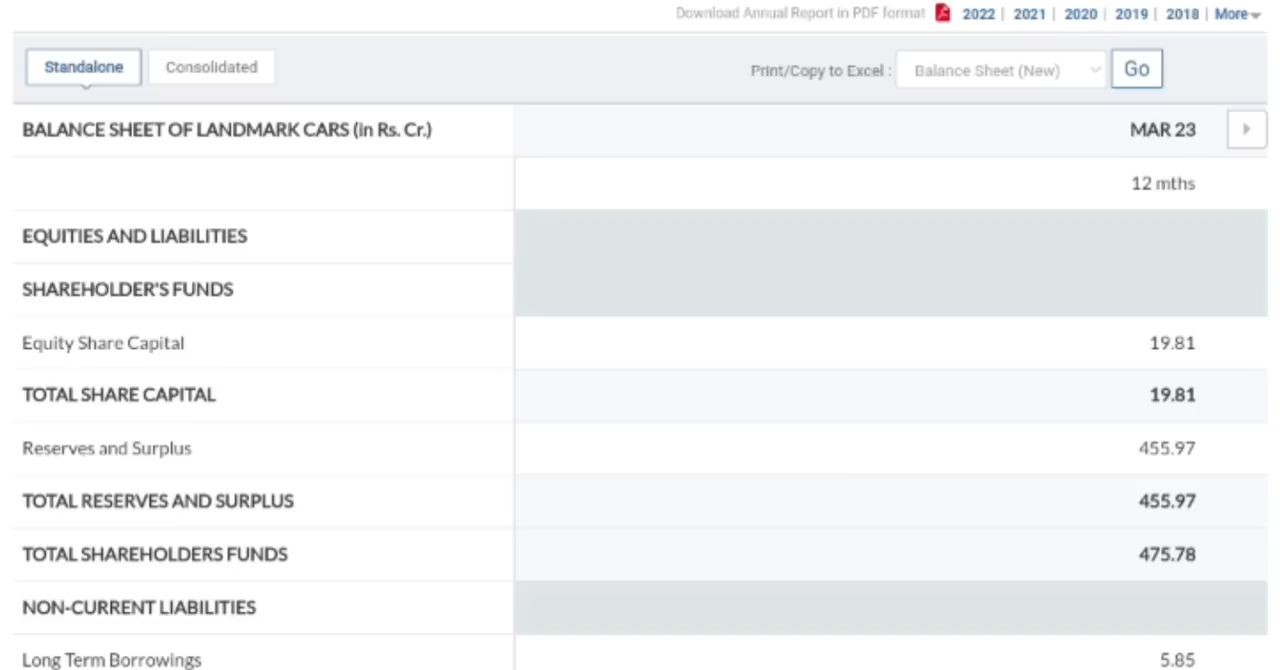 Download Annual Report in PDF format 2022 | 2021 | 2020 | 2019 | 2018 | More
Standalone Consolidated Print/Copy to Excel : Balance Sheet (New) Go
BALANCE SHEET OF LANDMARK CARS (in Rs. Cr.) MAR 23
12 mths
EQUITIES AND LIABILITIES
SHAREHOLDER'S FUNDS
Equity Share Capital 19.81
TOTAL SHARE CAPITAL 19.81
Reserves and Surplus 455.97
TOTAL RESERVES AND SURPLUS 455.97
TOTAL SHAREHOLDERS FUNDS 475.78
NON-CURRENT LIABILITIES
Long Term Borrowings 5.85